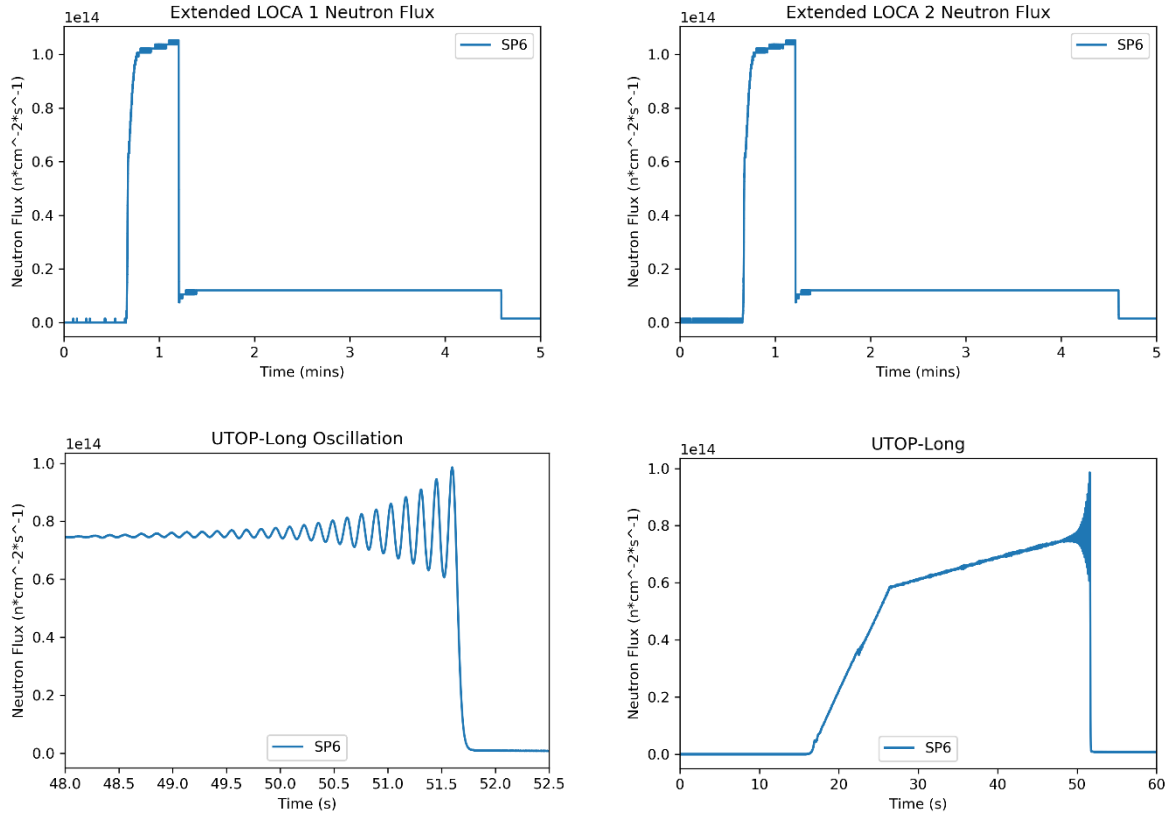 Extended LOCA 1 Neutron Flux
1e14
SP6
1.0
0.8
0.6
0.4
0.2
0.0
Neutron Flux (n*cm^-2*s^-1)
0 1 2 3 4 5
Time (mins)
Extended LOCA 2 Neutron Flux
1e14
SP6
1.0
0.8
0.6
0.4
0.2
0.0
Neutron Flux (n*cm^-2*s^-1)
0 1 2 3 4 5
Time (mins)
UTOP-Long Oscillation
1e14
1.0
0.8
0.6
0.4
0.2
0.0
Neutron Flux (n*cm^-2*s^-1)
SP6
48.0 48.5 49.0 49.5 50.0 50.5 51.0 51.5 52.0 52.5
Time (s)
UTOP-Long
1e14
1.0
0.8
0.6
0.4
0.2
0.0
Neutron Flux (n*cm^-2*s^-1)
SP6
0 10 20 30 40 50 60
Time (s)